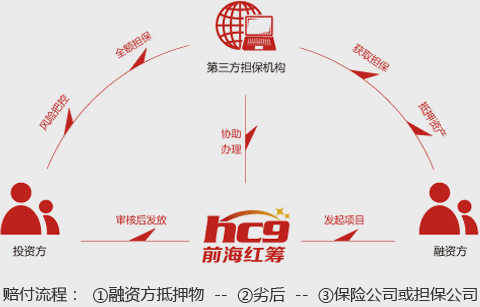 全额担保
获取担保
第三方担保机构
风险把控
抵押资产
协助
办理
审核后发放
hc9
前海红筹
发起项目
投资方
融资方
赔付流程： ①融资方抵押物 -- ②劣后 -- ③保险公司或担保公司